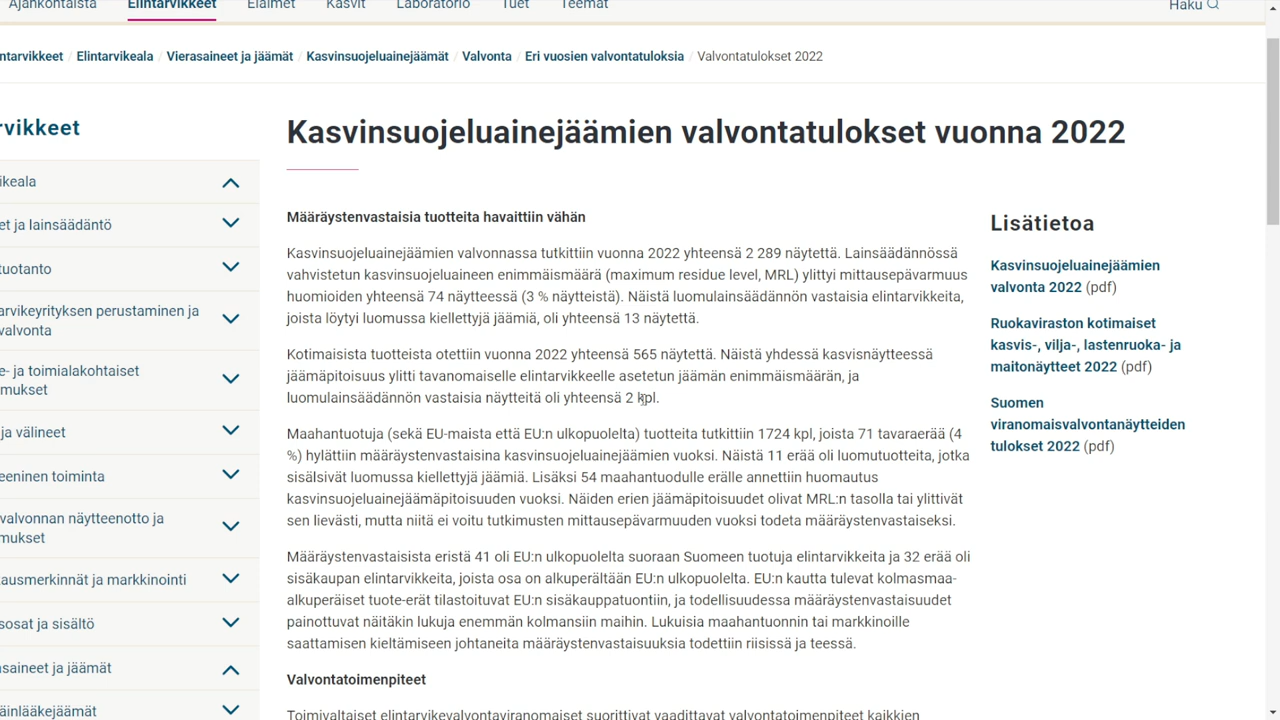 Ajankohtaista Elintarvikkeet Eläimet Kasvit Laboratorio Tuet Teemat Haku
ntarvikkeet / Elintarvikeala / Vierasaineet ja jäämät / Kasvinsuojeluainejäämät / Valvonta / Eri vuosien valvontatuloksia / Valvontatulokset 2022
rvikkeet
ikeala
et ja lainsäädäntö
tuotanto
arvikeyrityksen perustaminen ja
valvonta
e- ja toimialakohtaiset
mukset
ja välineet
eeninen toiminta
valvonnan näytteenotto ja
mukset
ausmerkinnät ja markkinointi
sosat ja sisältö
asaineet ja jäämät
äinlääkejäämät
Kasvinsuojeluainejäämien valvontatulokset vuonna 2022
Määräystenvastaisia tuotteita havaittiin vähän
Kasvinsuojeluainejäämien valvonnassa tutkittiin vuonna 2022 yhteensä 2 289 näytettä. Lainsäädännössä
vahvistetun kasvinsuojeluaineen enimmäismäärä (maximum residue level, MRL) ylittyi mittausepävarmuus
huomioiden yhteensä 74 näytteessä (3 % näytteistä). Näistä luomulainsäädännön vastaisia elintarvikkeita,
joista löytyi luomussa kiellettyjä jäämiä, oli yhteensä 13 näytettä.
Kotimaisista tuotteista otettiin vuonna 2022 yhteensä 565 näytettä. Näistä yhdessä kasvisnäytteessä
jäämäpitoisuus ylitti tavanomaiselle elintarvikkeelle asetetun jäämän enimmäismäärän, ja
luomulainsäädännön vastaisia näytteitä oli yhteensä 2 kpl.
Maahantuotuja (sekä EU-maista että EU:n ulkopuolelta) tuotteita tutkittiin 1724 kpl, joista 71 tavaraerää (4
%) hylättiin määräystenvastaisina kasvinsuojeluainejäämien vuoksi. Näistä 11 erää oli luomutuotteita, jotka
sisälsivät luomussa kiellettyjä jäämiä. Lisäksi 54 maahantuodulle erälle annettiin huomautus
kasvinsuojeluainejäämäpitoisuuden vuoksi. Näiden erien jäämäpitoisuudet olivat MRL:n tasolla tai ylittivät
sen lievästi, mutta niitä ei voitu tutkimusten mittausepävarmuuden vuoksi todeta määräystenvastaiseksi.
Määräystenvastaisista eristä 41 oli EU:n ulkopuolelta suoraan Suomeen tuotuja elintarvikkeita ja 32 erää oli
sisäkaupan elintarvikkeita, joista osa on alkuperältään EU:n ulkopuolelta. EU:n kautta tulevat kolmasmaa-
alkuperäiset tuote-erät tilastoituvat EU:n sisäkauppatuontiin, ja todellisuudessa määräystenvastaisuudet
painottuvat näitäkin lukuja enemmän kolmansiin maihin. Lukuisia maahantuonnin tai markkinoille
saattamisen kieltämiseen johtaneita määräystenvastaisuuksia todettiin riisissä ja teessä.
Valvontatoimenpiteet
Toimivaltaiset elintarvikevalvontaviranomaiset suorittivat vaadittavat valvontatoimenpiteet kaikkien
Lisätietoa
Kasvinsuojeluainejäämien
valvonta 2022 (pdf)
Ruokaviraston kotimaiset
kasvis-, vilja-, lastenruoka- ja
maitonäytteet 2022 (pdf)
Suomen
viranomaisvalvontanäytteiden
tulokset 2022 (pdf)